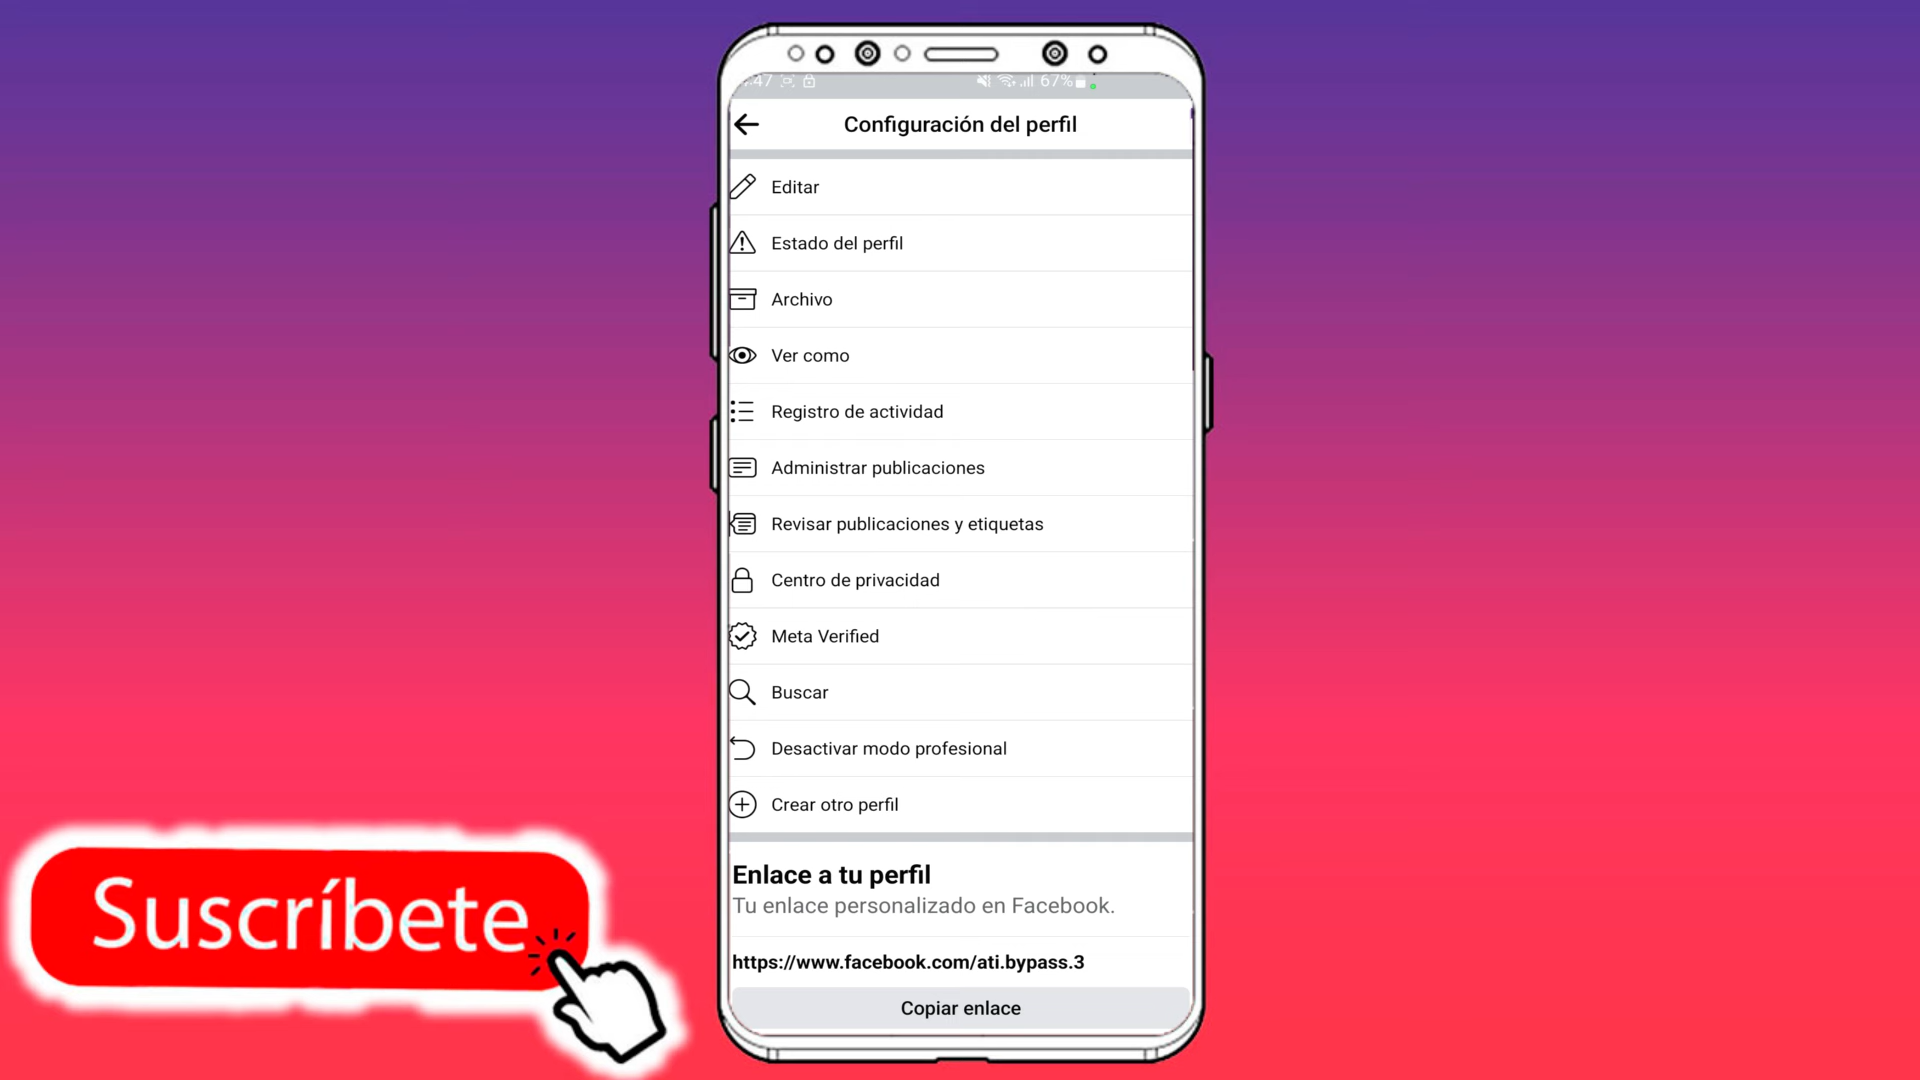 :47 67%
Configuración del perfil
Editar
Estado del perfil
Archivo
Ver como
Registro de actividad
Administrar publicaciones
Revisar publicaciones y etiquetas
Centro de privacidad
Meta Verified
Buscar
Desactivar modo profesional
Crear otro perfil
Enlace a tu perfil
Tu enlace personalizado en Facebook.
https://www.facebook.com/ati.bypass.3
Copiar enlace
Suscríbete